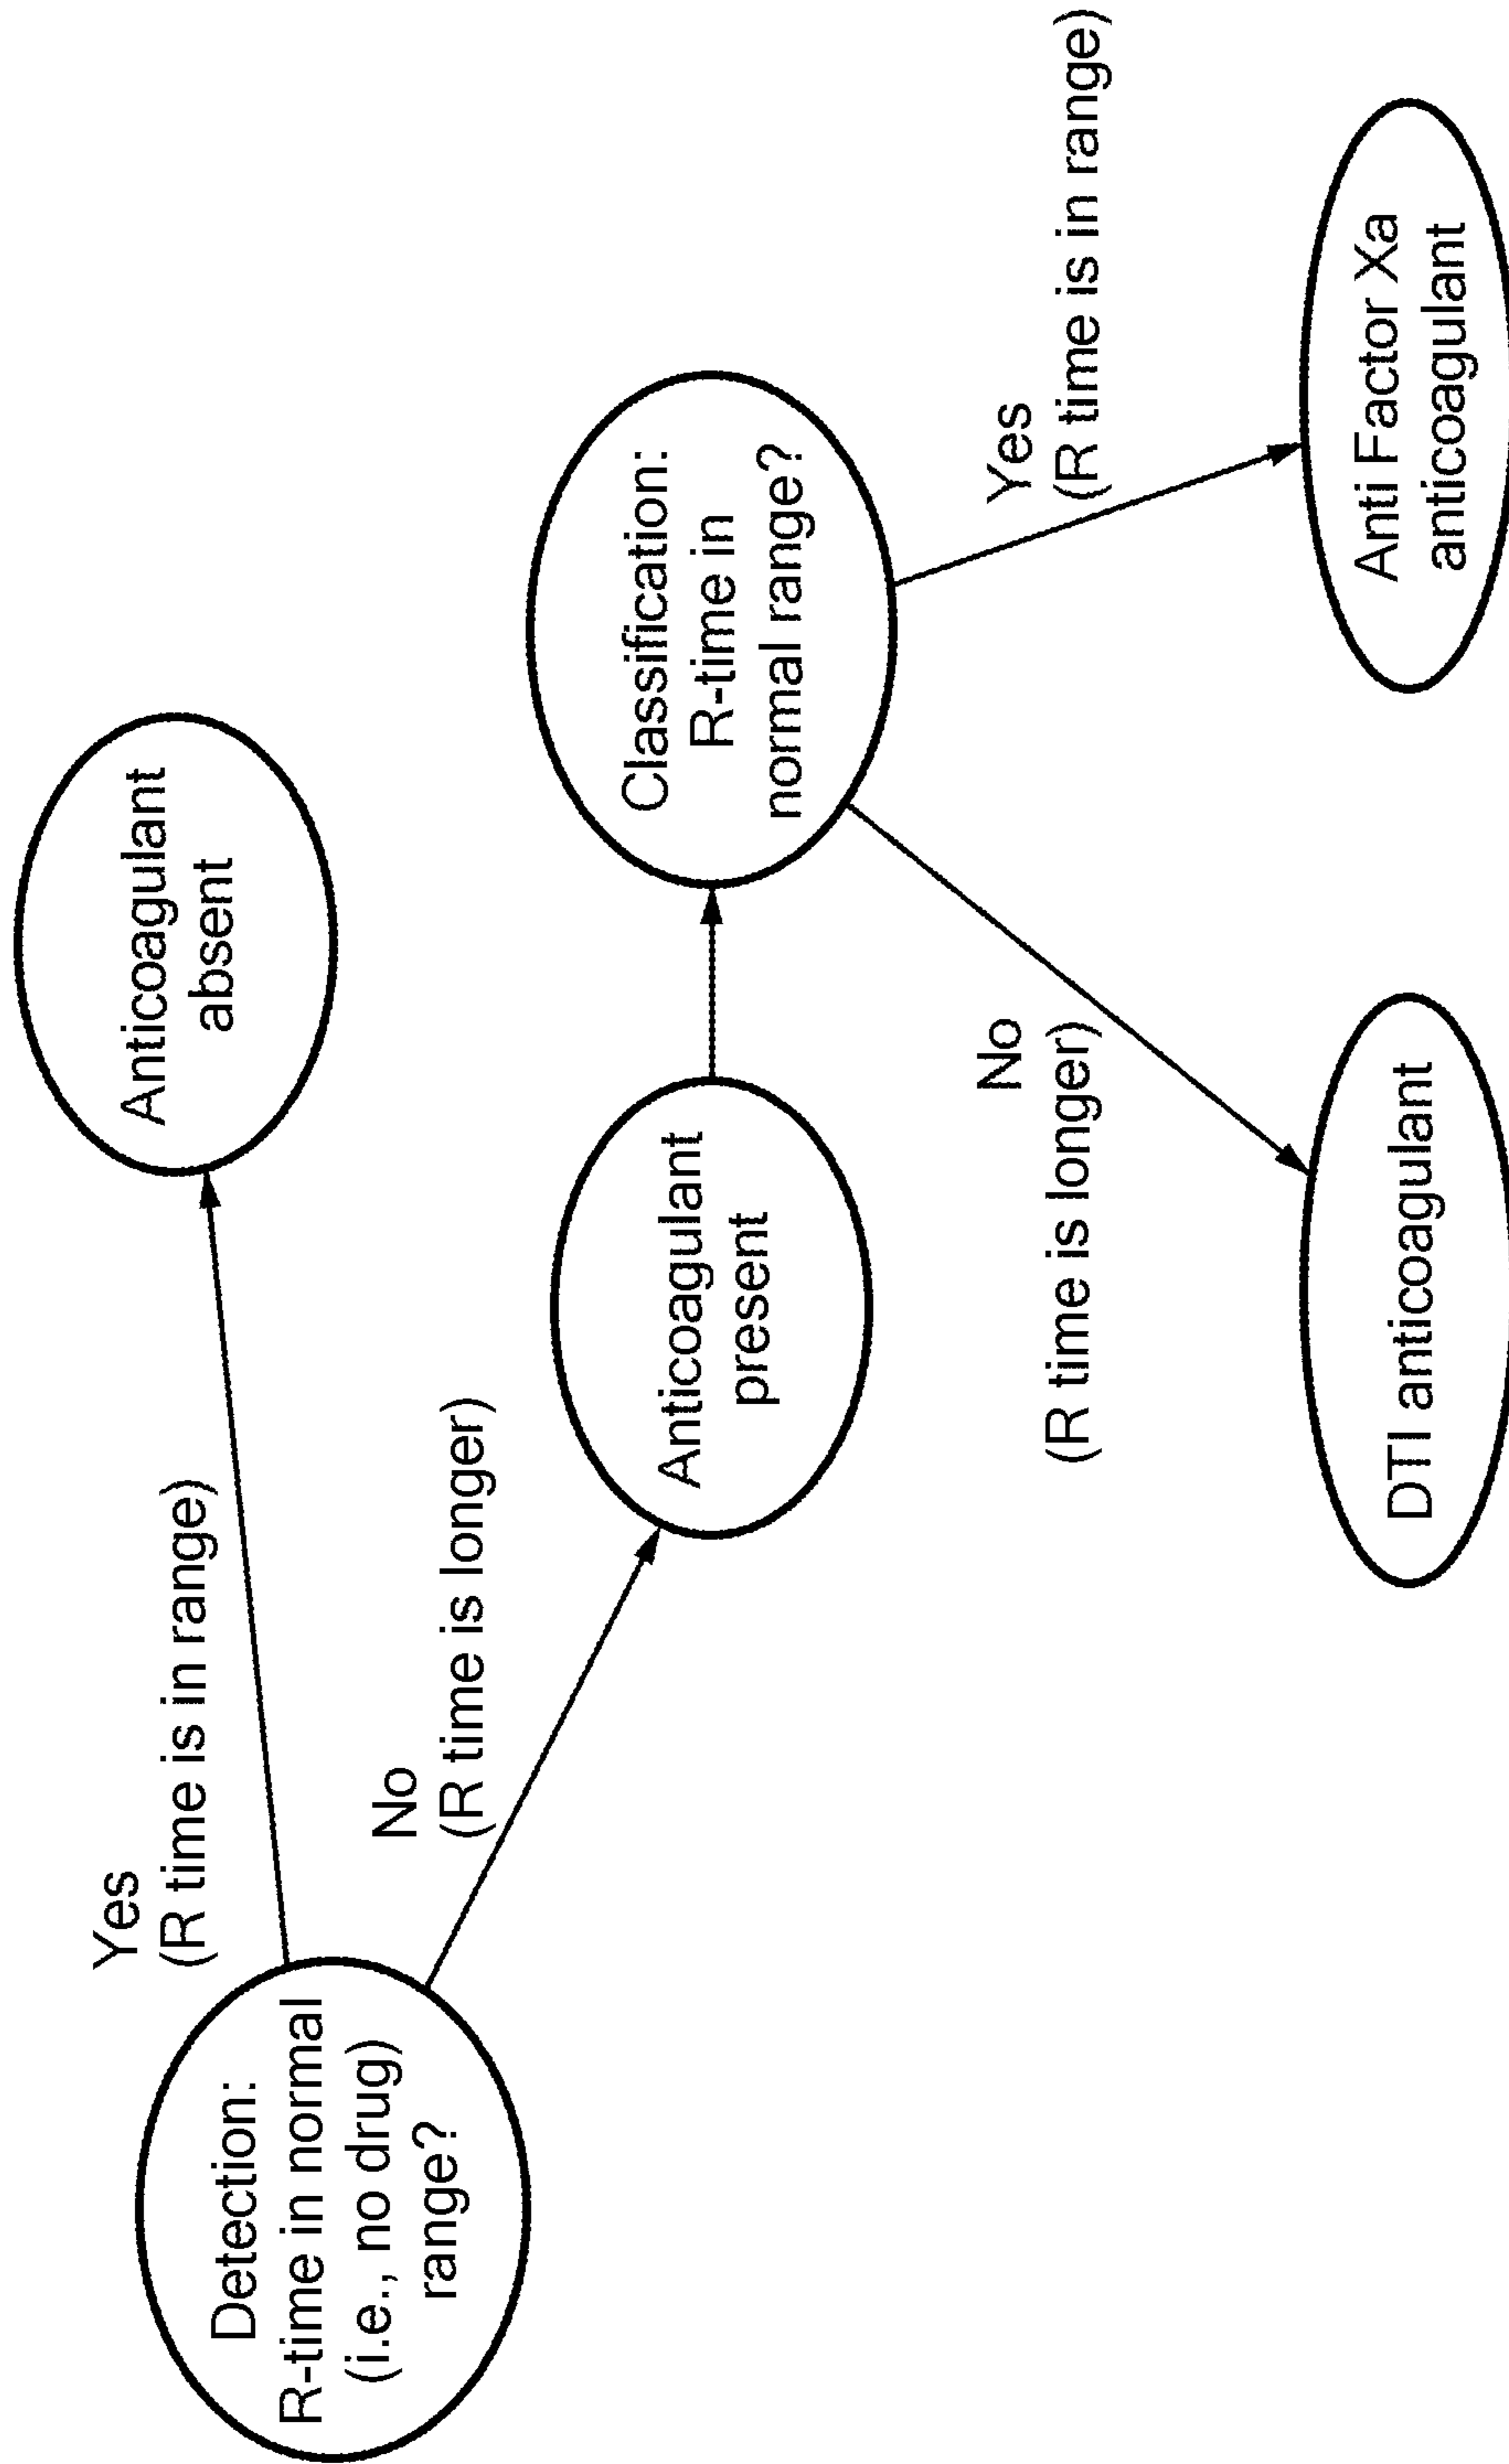 Detection:
R-time in normal
(i.e., no drug)
range?
Yes
(R time is in range)
No
(R time is longer)
Anticoagulant
absent
Anticoagulant
present
Classification:
R-time in
normal range?
No
(R time is longer)
Yes
(R time is in range)
DTI anticoagulant
Anti Factor Xa
anticoagulant